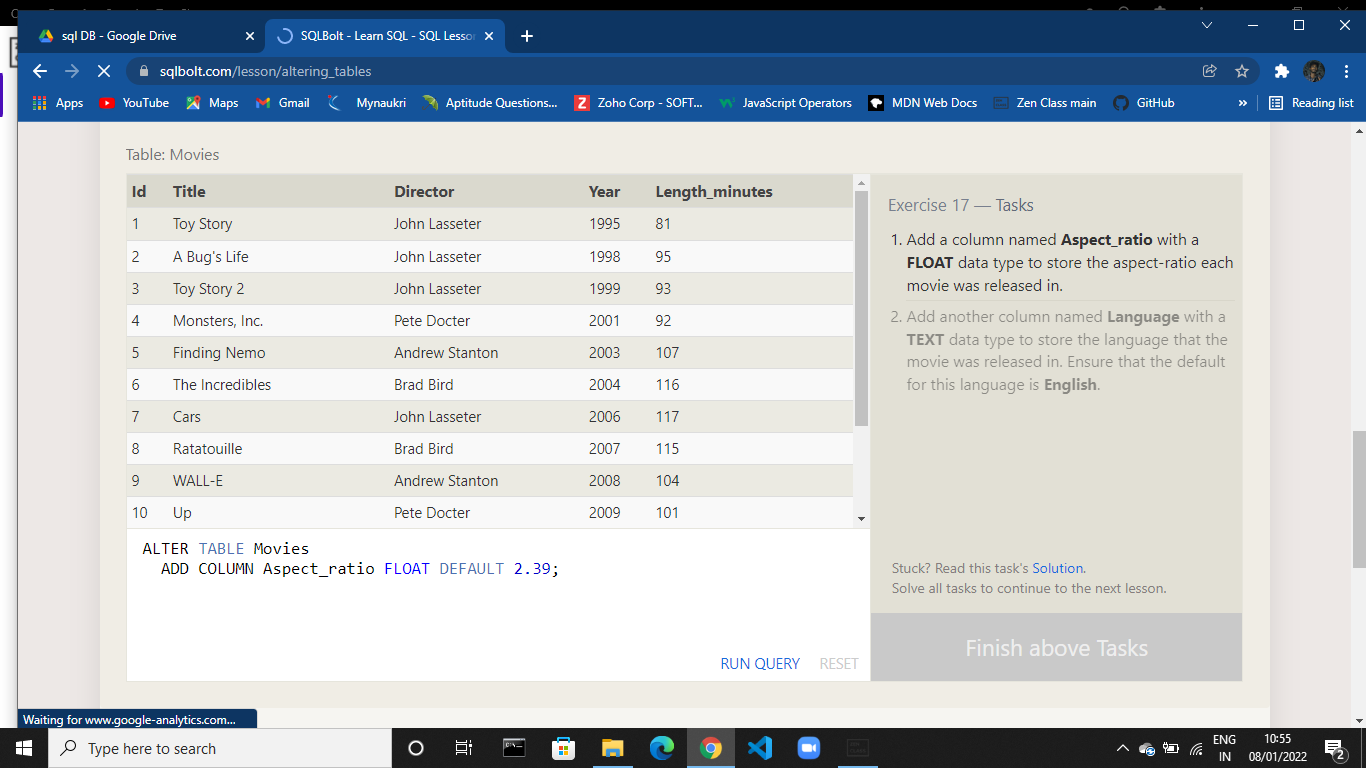 sql DB - Google Drive
SQLBolt - Learn SQL - SQL Lesson
sqlbolt.com/lesson/altering_tables
Apps YouTube Maps Gmail Mynaukri Aptitude Questions... Zoho Corp - SOFT... JavaScript Operators MDN Web Docs Zen Class main GitHub » Reading list
Table: Movies
Id Title Director Year Length_minutes
1 Toy Story John Lasseter 1995 81
2 A Bug's Life John Lasseter 1998 95
3 Toy Story 2 John Lasseter 1999 93
4 Monsters, Inc. Pete Docter 2001 92
5 Finding Nemo Andrew Stanton 2003 107
6 The Incredibles Brad Bird 2004 116
7 Cars John Lasseter 2006 117
8 Ratatouille Brad Bird 2007 115
9 WALL-E Andrew Stanton 2008 104
10 Up Pete Docter 2009 101
ALTER TABLE Movies
ADD COLUMN Aspect_ratio FLOAT DEFAULT 2.39;
RUN QUERY RESET
Exercise 17 — Tasks
1. Add a column named Aspect_ratio with a
FLOAT data type to store the aspect-ratio each
movie was released in.
2. Add another column named Language with a
TEXT data type to store the language that the
movie was released in. Ensure that the default
for this language is English.
Stuck? Read this task's Solution.
Solve all tasks to continue to the next lesson.
Finish above Tasks
Waiting for www.google-analytics.com...
Type here to search
ENG
IN
10:55
08/01/2022
2